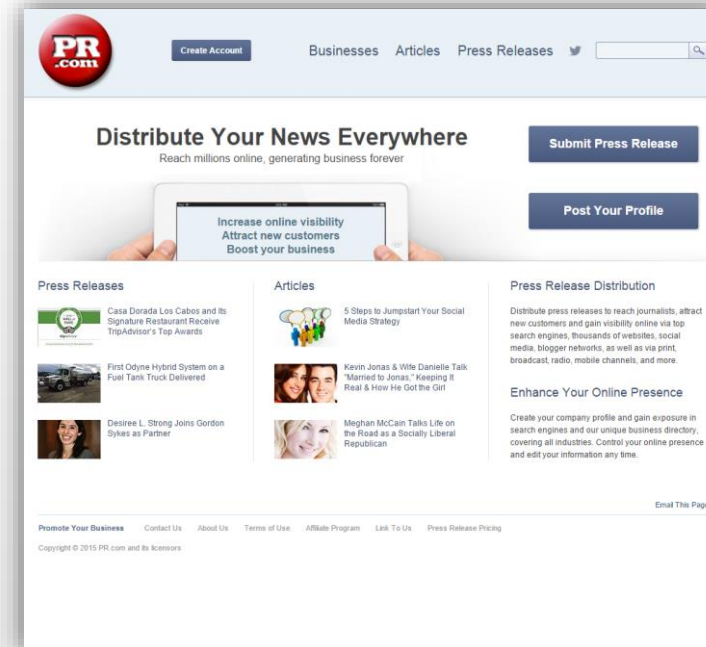 PR
.com
Create Account
Businesses Articles Press Releases
Distribute Your News Everywhere
Reach millions online, generating business forever
Increase online visibility
Attract new customers
Boost your business
Submit Press Release
Post Your Profile
Press Releases
Casa Dorada Los Cabos and Its
Signature Restaurant Receive
TripAdvisor's Top Awards
First Odyne Hybrid System on a
Fuel Tank Truck Delivered
Desiree L. Strong Joins Gordon
Sykes as Partner
Articles
5 Steps to Jumpstart Your Social
Media Strategy
Kevin Jonas & Wife Danielle Talk
"Married to Jonas," Keeping It
Real & How He Got the Girl
Meghan McCain Talks Life on
the Road as a Socially Liberal
Republican
Press Release Distribution
Distribute press releases to reach journalists, attract
new customers and gain visibility online via top
search engines, thousands of websites, social
media, blogger networks, as well as via print,
broadcast, radio, mobile channels, and more.
Enhance Your Online Presence
Create your company profile and gain exposure in
search engines and our unique business directory,
covering all industries. Control your online presence
and edit your information any time.
Email This Page
Promote Your Business Contact Us About Us Terms of Use Affiliate Program Link To Us Press Release Pricing
Copyright © 2015 PR.com and its licensors